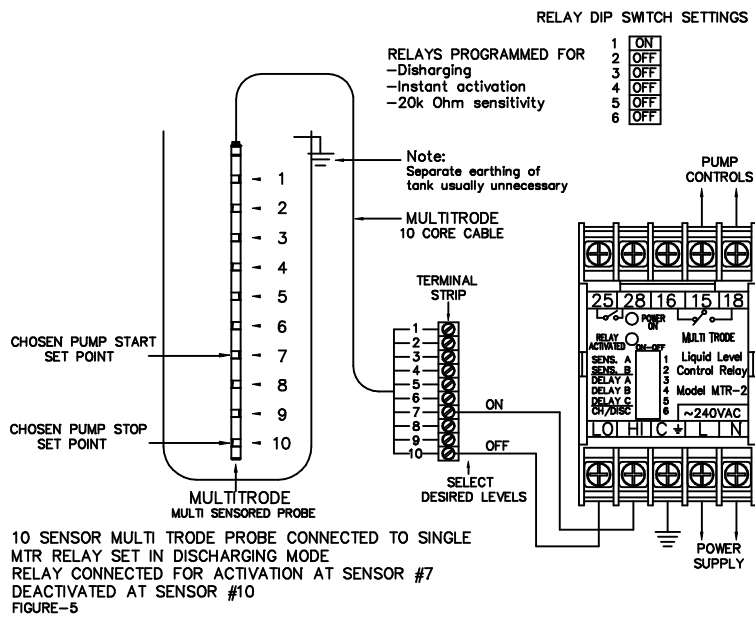 RELAY DIP SWITCH SETTINGS
1 ON
2 OFF
3 OFF
4 OFF
5 OFF
6 OFF
RELAYS PROGRAMMED FOR
-Disharging
-Instant activation
-20k Ohm sensitivity
Note:
Separate earthing of
tank usually unnecessary
MULTITRODE
10 CORE CABLE
PUMP
CONTROLS
1
2
3
4
5
6
7
8
9
10
CHOSEN PUMP START
SET POINT
CHOSEN PUMP STOP
SET POINT
MULTITRODE
MULTI SENSORED PROBE
TERMINAL
STRIP
1
2
3
4
5
6
7
8
9
10
ON
OFF
SELECT
DESIRED LEVELS
25 28 16 15 18
POWER
ON
RELAY
ACTIVATED
ON-OFF
MULTI TRODE
Liquid Level
Control Relay
Model MTR-2
SENS. A 1
SENS. B 2
DELAY A 3
DELAY B 4
DELAY C 5
CH/DISC 6
~240VAC
LO HI C L N
POWER
SUPPLY
10 SENSOR MULTI TRODE PROBE CONNECTED TO SINGLE
MTR RELAY SET IN DISCHARGING MODE
RELAY CONNECTED FOR ACTIVATION AT SENSOR #7
DEACTIVATED AT SENSOR #10
FIGURE-5